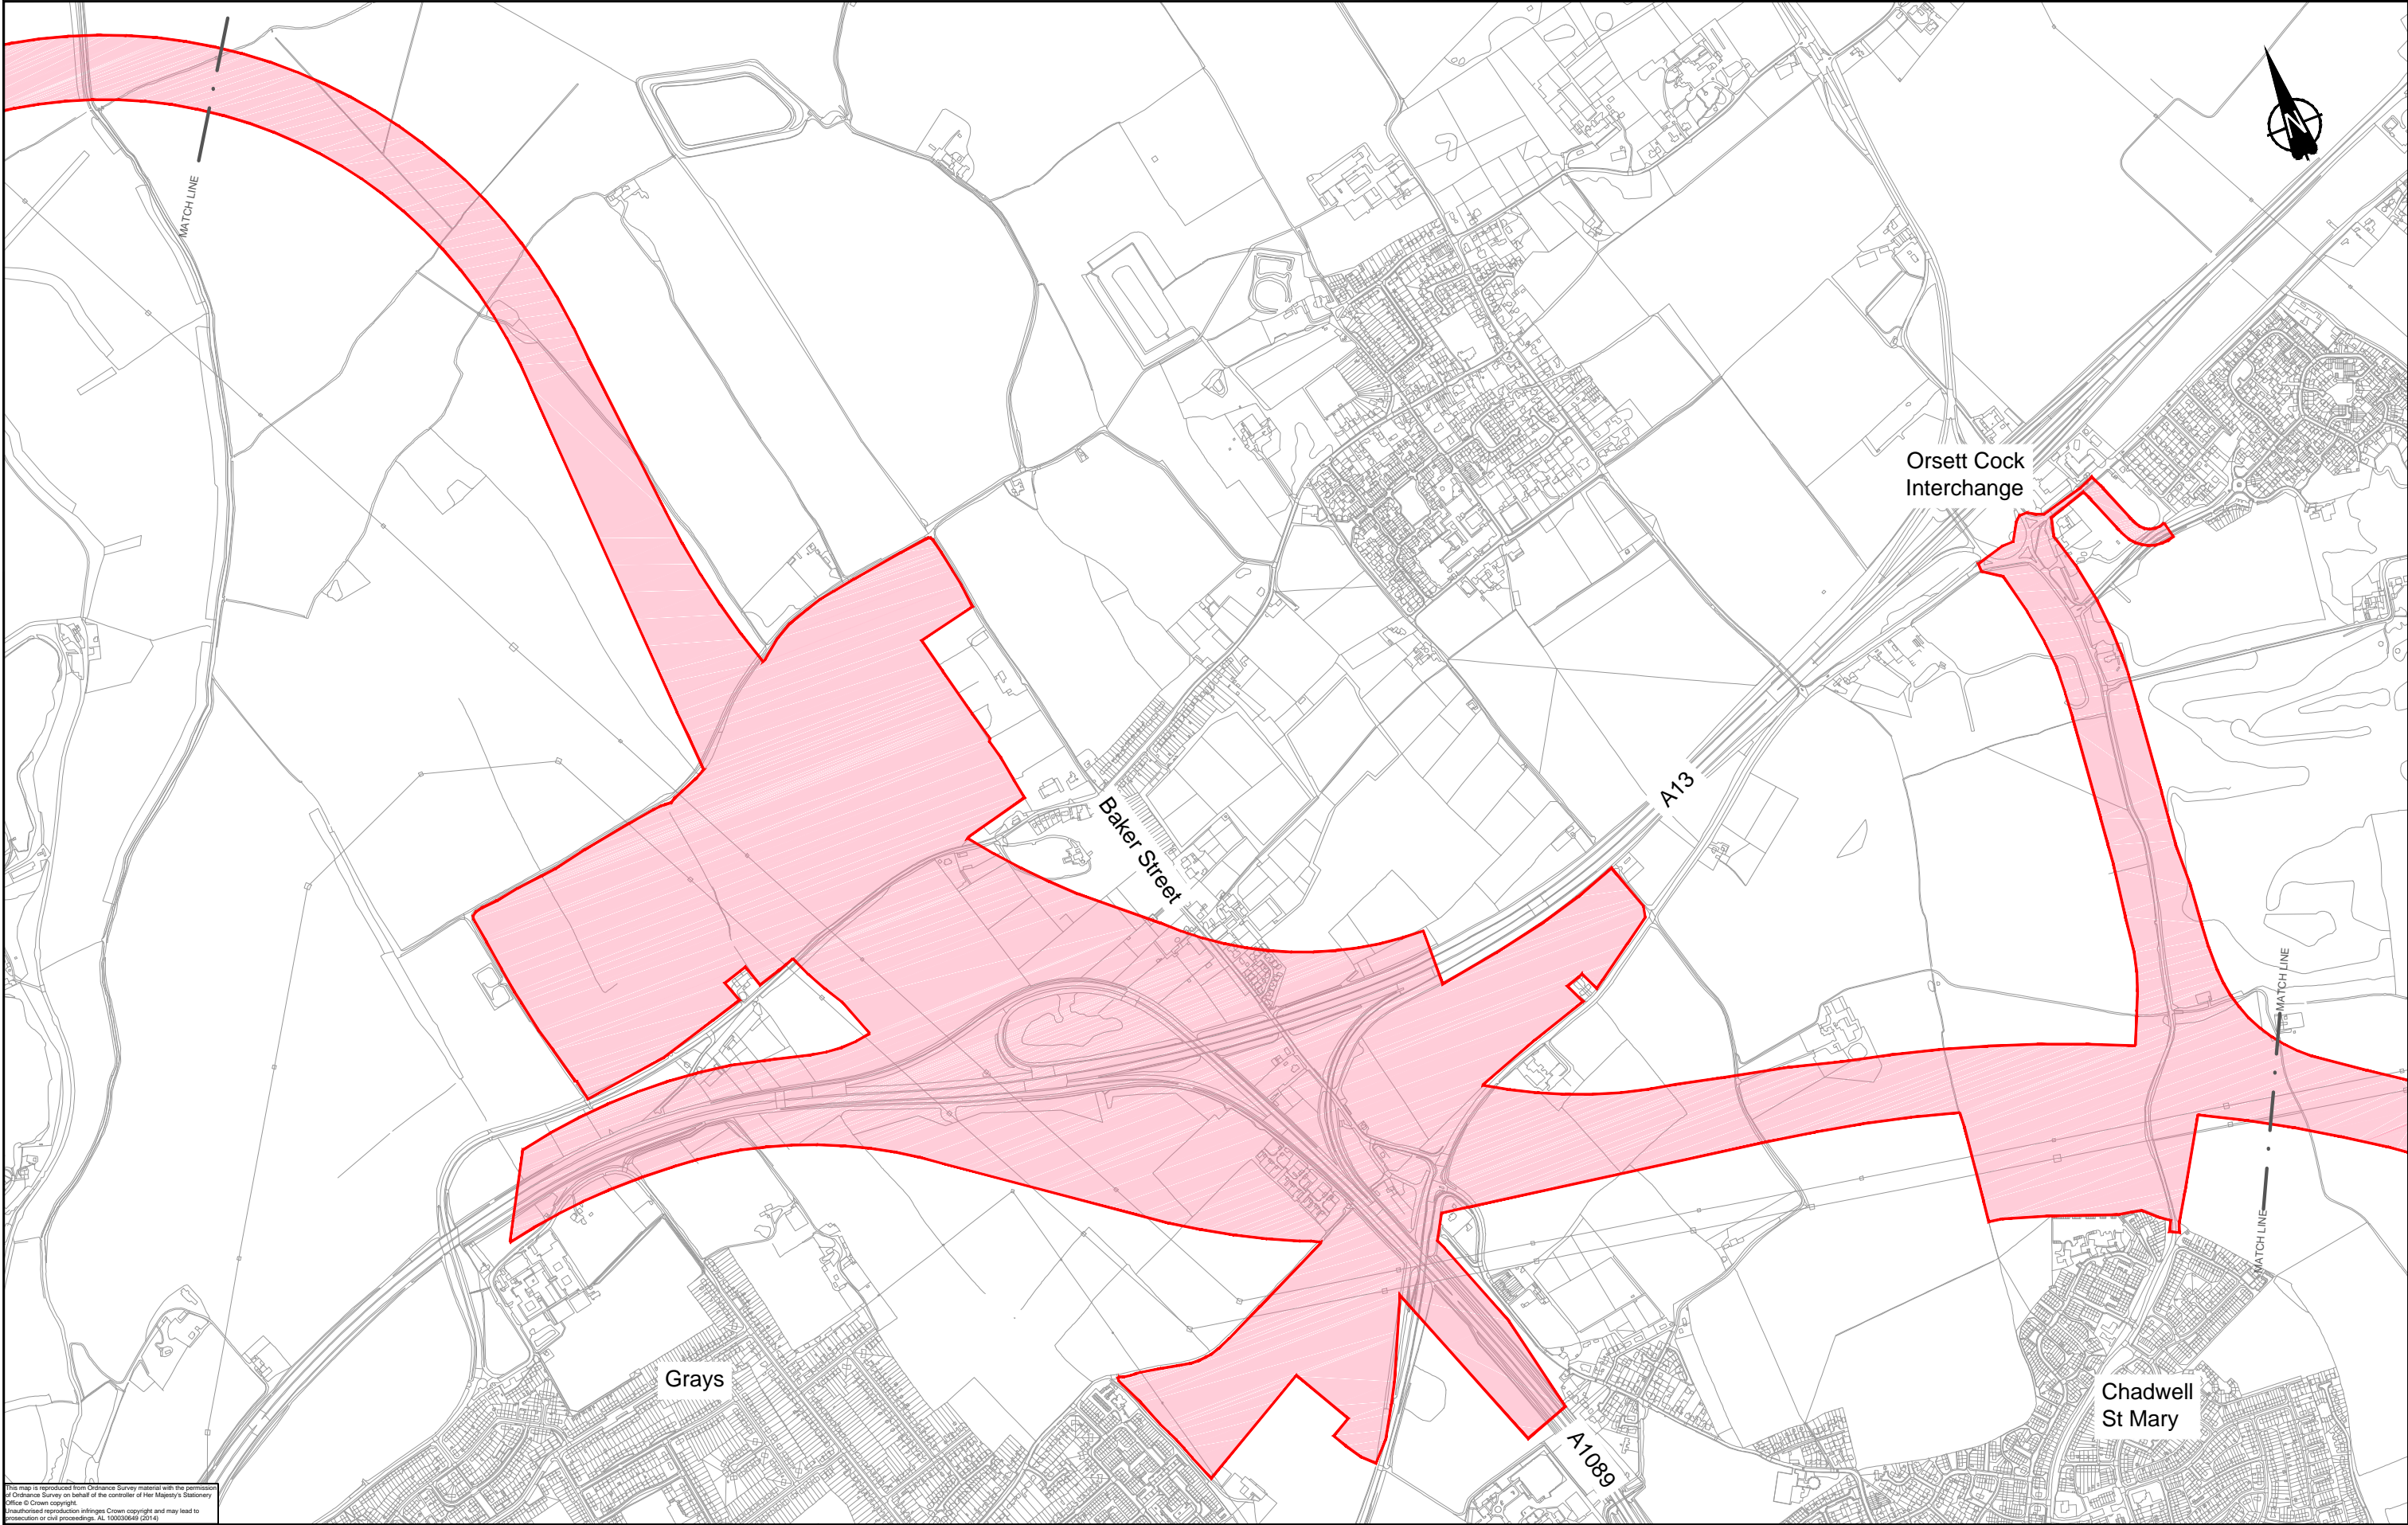 MATCH LINE
N
Orsett Cock
Interchange
A13
Baker Street
MATCH LINE
MATCH LINE
Grays
Chadwell
St Mary
A1089
This map is reproduced from Ordnance Survey material with the permission
of Ordnance Survey on behalf of the controller of Her Majesty's Stationery
Office © Crown copyright.
Unauthorised reproduction infringes Crown copyright and may lead to
prosecution or civil proceedings. AL 100030649 (2014)